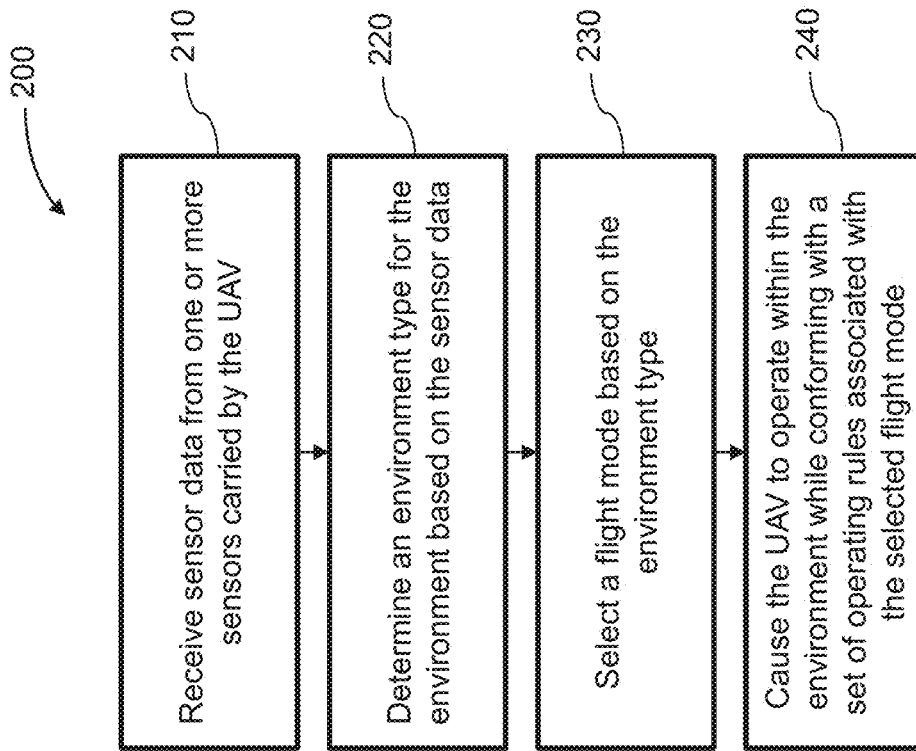 200
210
Receive sensor data from one or more
sensors carried by the UAV
220
Determine an environment type for the
environment based on the sensor data
230
Select a flight mode based on the
environment type
240
Cause the UAV to operate within the
environment while conforming with a
set of operating rules associated with
the selected flight mode